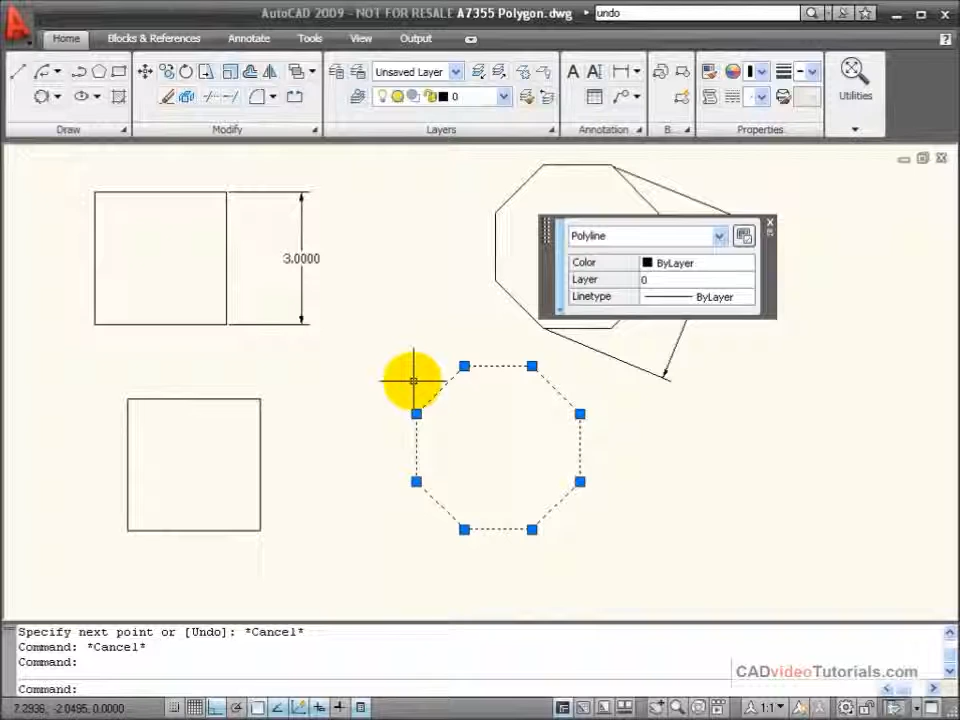 AutoCAD 2009 - NOT FOR RESALE A7355 Polygon.dwg
undo
Home
Blocks & References
Annotate
Tools
View
Output
Unsaved Layer
0
Utilities
Draw
Modify
Layers
Annotation
B...
Properties
3.0000
Polyline
Color
ByLayer
Layer
0
Linetype
ByLayer
Specify next point or [Undo]: *Cancel*
Command: *Cancel*
Command:
Command:
CADvideoTutorials.com
7.2936, -2.0495, 0.0000
1:1